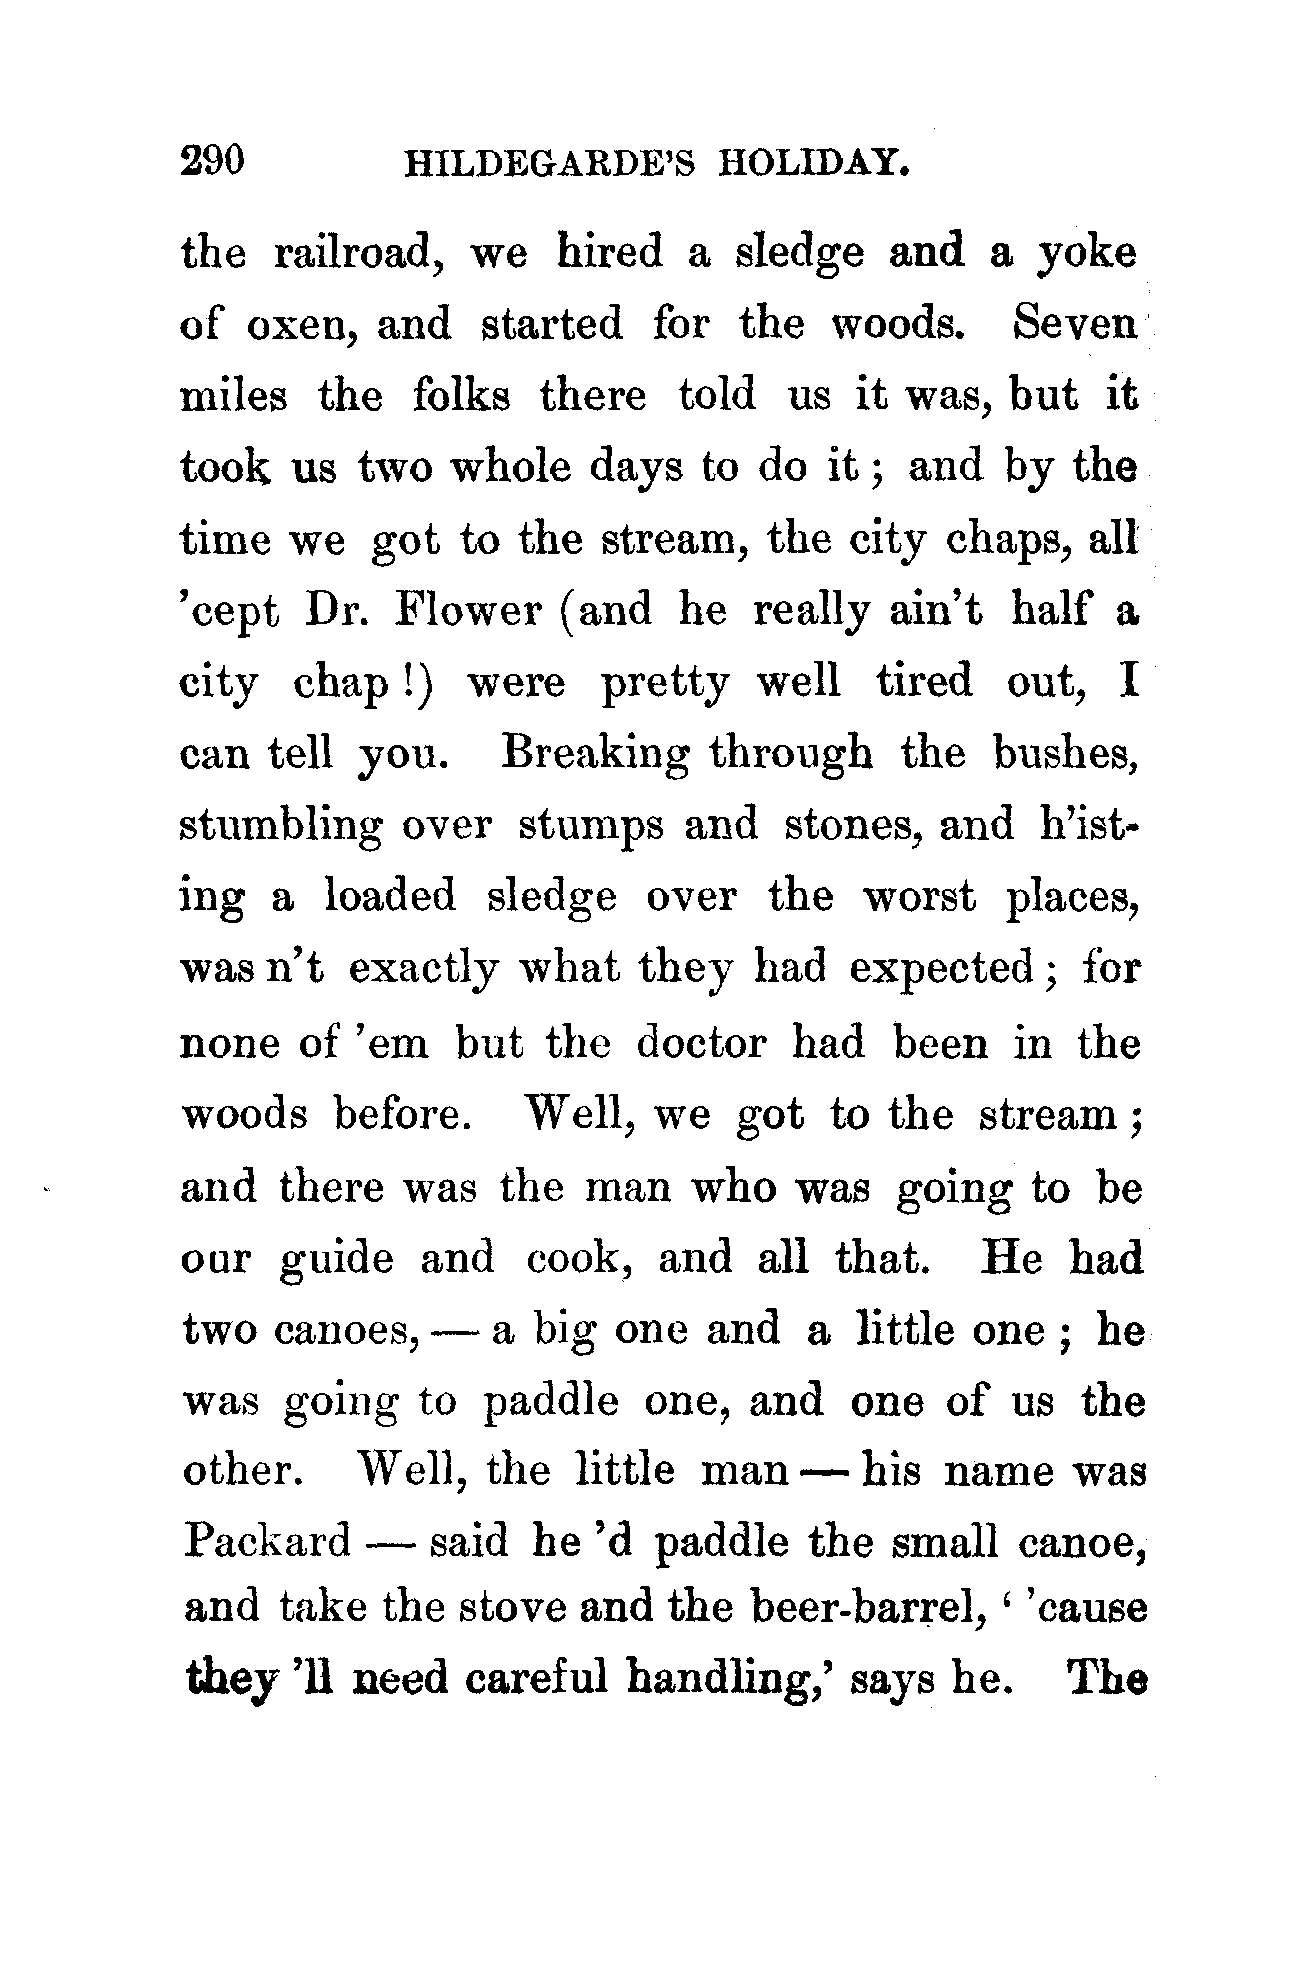 290 HILDEGARDE'S HOLIDAY.
the railroad, we hired a sledge and a yoke
of oxen, and started for the woods. Seven
miles the folks there told us it was, but it
took us two whole days to do it; and by the
time we got to the stream, the city chaps, all
'cept Dr. Flower (and he really ain't half a
city chap!) were pretty well tired out, I
can tell you. Breaking through the bushes,
stumbling over stumps and stones, and h'ist-
ing a loaded sledge over the worst places,
was n't exactly what they had expected; for
none of 'em but the doctor had been in the
woods before. Well, we got to the stream;
and there was the man who was going to be
our guide and cook, and all that. He had
two canoes, — a big one and a little one; he
was going to paddle one, and one of us the
other. Well, the little man — his name was
Packard — said he 'd paddle the small canoe,
and take the stove and the beer-barrel, ' 'cause
they 'll need careful handling,' says he. The